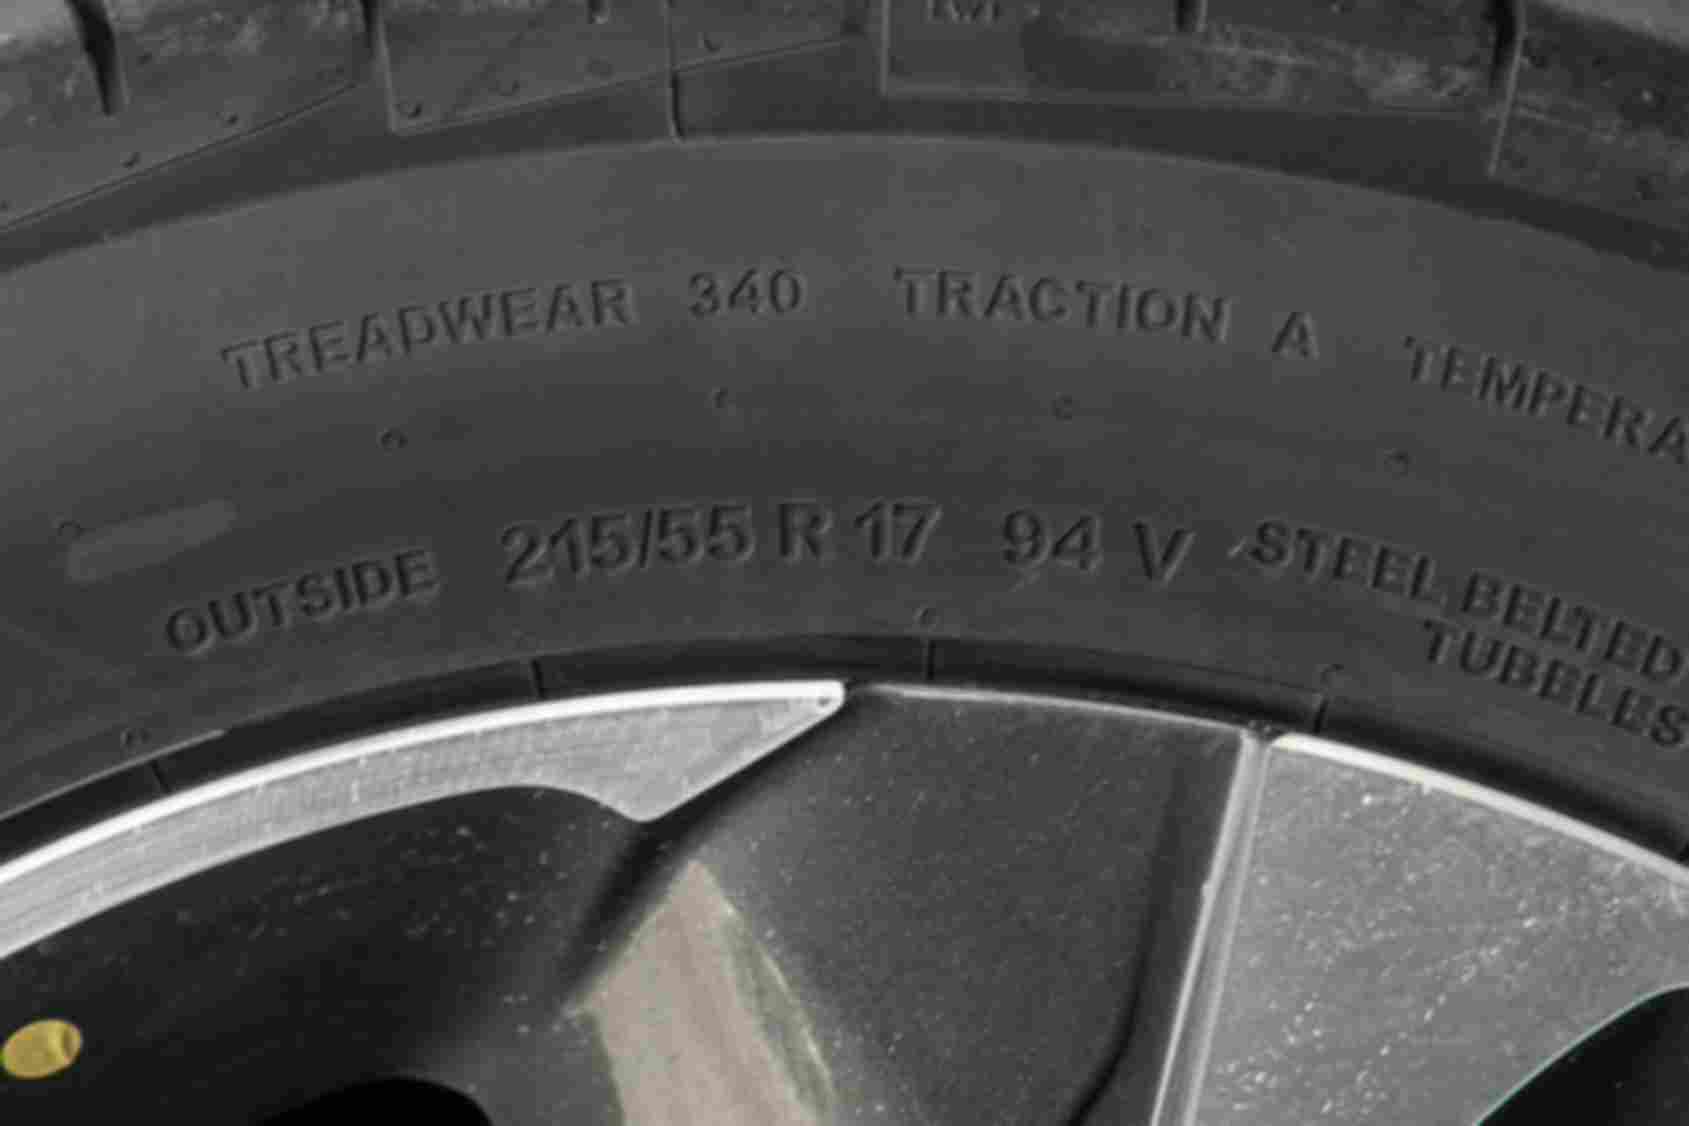 TREADWEAR 340 TRACTION A TEMPERA
OUTSIDE 215/55 R 17 94 V STEEL BELTED
TUBELES